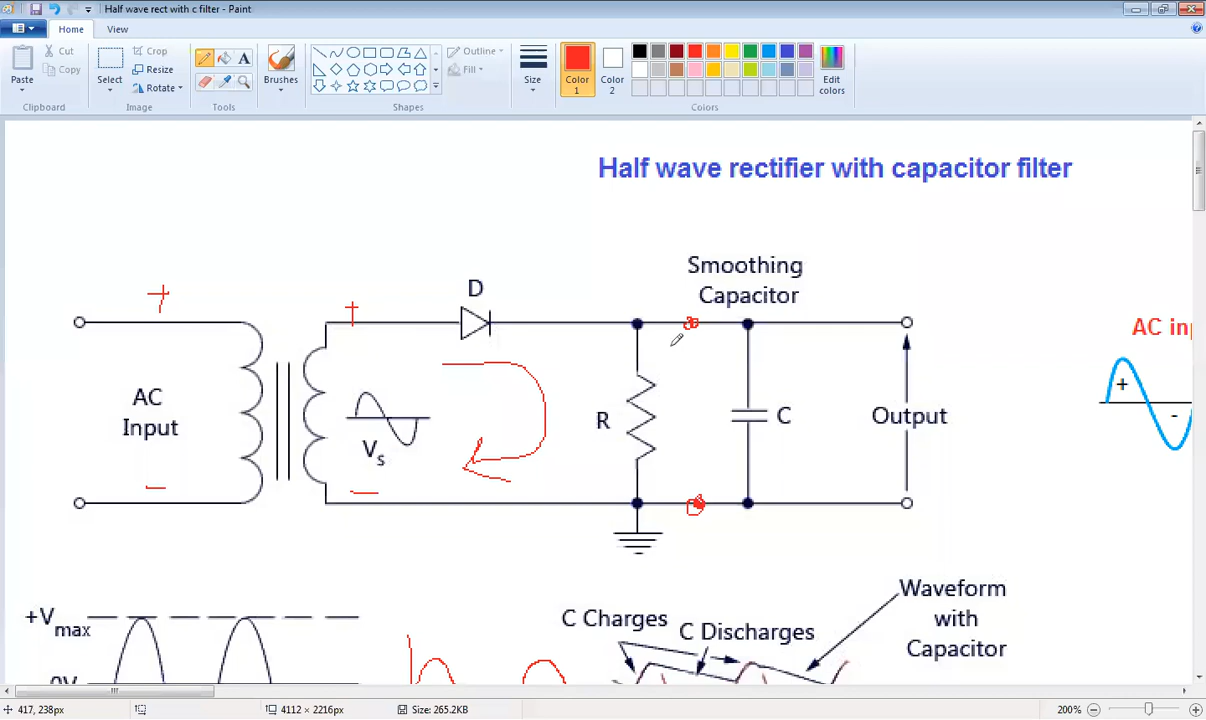 Half wave rect with c filter - Paint
Home
View
Paste
Cut
Copy
Clipboard
Select
Crop
Resize
Rotate
Image
A
Tools
Brushes
Shapes
Outline
Fill
Size
Color
1
Color
2
Edit
colors
Colors
Half wave rectifier with capacitor filter
Smoothing
Capacitor
D
+
+
AC
Input
Vs
R
C
Output
AC inp
+
-
−
−
+Vmax
0V
C Charges
C Discharges
Waveform
with
Capacitor
417, 238px
4112 × 2216px
Size: 265.2KB
200%